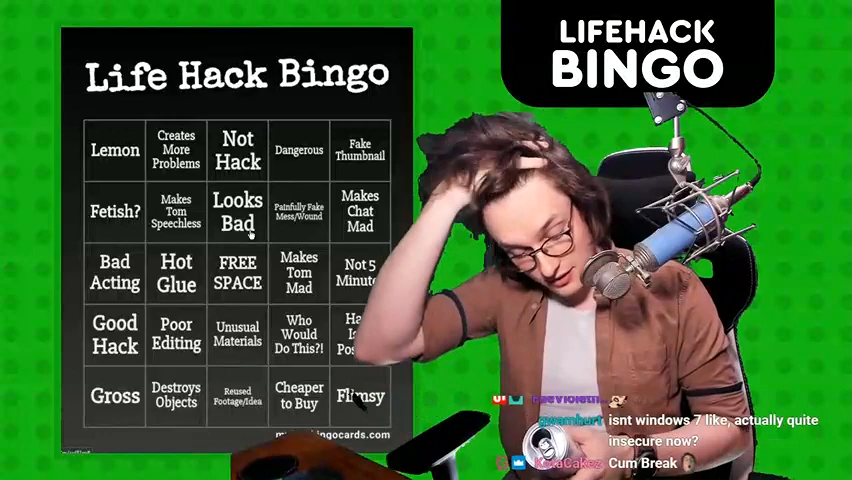 LIFEHACK
BINGO
Life Hack Bingo
Lemon
Creates
More
Problems
Not
Hack
Dangerous
Fake
Thumbnail
Fetish?
Makes
Tom
Speechless
Looks
Bad
Painfully Fake
Mess/Wound
Makes
Chat
Mad
Bad
Acting
Hot
Glue
FREE
SPACE
Makes
Tom
Mad
Not 5
Good
Hack
Poor
Editing
Unusual
Materials
Who
Would
Do This?!
Gross
Destroys
Objects
Reused
Footage/Idea
Cheaper
to Buy
Flimsy
gwamburt isnt windows 7 like, actually quite
insecure now?
KataCakez Cum Break